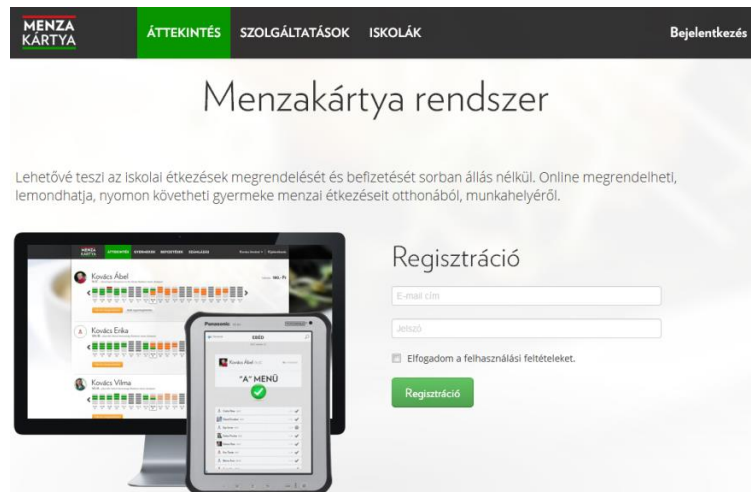 MENZA
KÁRTYA
ÁTTEKINTÉS
SZOLGÁLTATÁSOK
ISKOLÁK
Bejelentkezés
Menzakártya rendszer
Lehetővé teszi az iskolai étkezések megrendelését és befizetését sorban állás nélkül. Online megrendelheti,
lemondhatja, nyomon követheti gyermeke menzai étkezéseit otthonából, munkahelyéről.
MENZA
KÁRTYA
ÁTTEKINTÉS
Kovács Ábel
Kovács Erika
Kovács Vilma
Panasonic
Kovács Ábel
"A" MENÜ
Regisztráció
E-mail cím
Jelszó
Elfogadom a felhasználási feltételeket.
Regisztráció